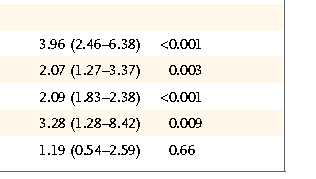 3.96 (2.46–6.38) <0.001
2.07 (1.27–3.37) 0.003
2.09 (1.83–2.38) <0.001
3.28 (1.28–8.42) 0.009
1.19 (0.54–2.59) 0.66